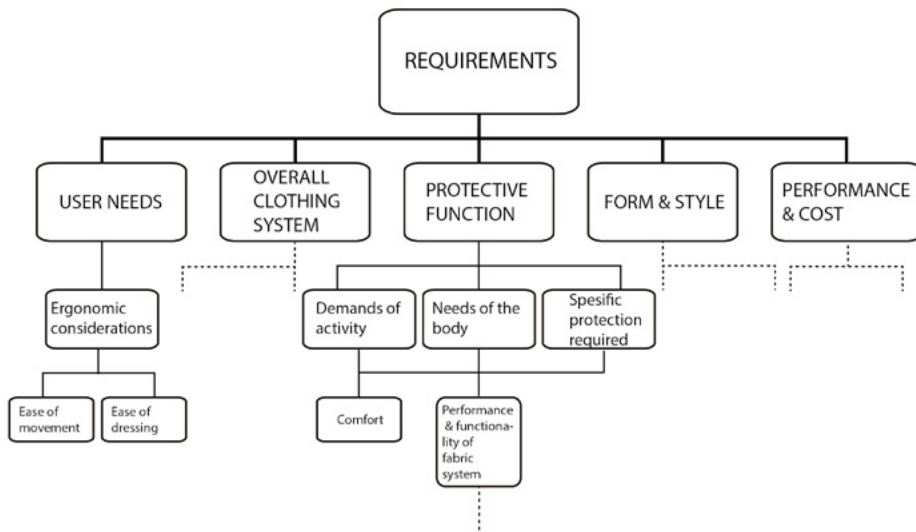 REQUIREMENTS
USER NEEDS
OVERALL
CLOTHING
SYSTEM
PROTECTIVE
FUNCTION
FORM & STYLE
PERFORMANCE
& COST
Ergonomic
considerations
Demands of
activity
Needs of the
body
Spesific
protection
required
Ease of
movement
Ease of
dressing
Comfort
Performance
& functiona-
lity of
fabric
system